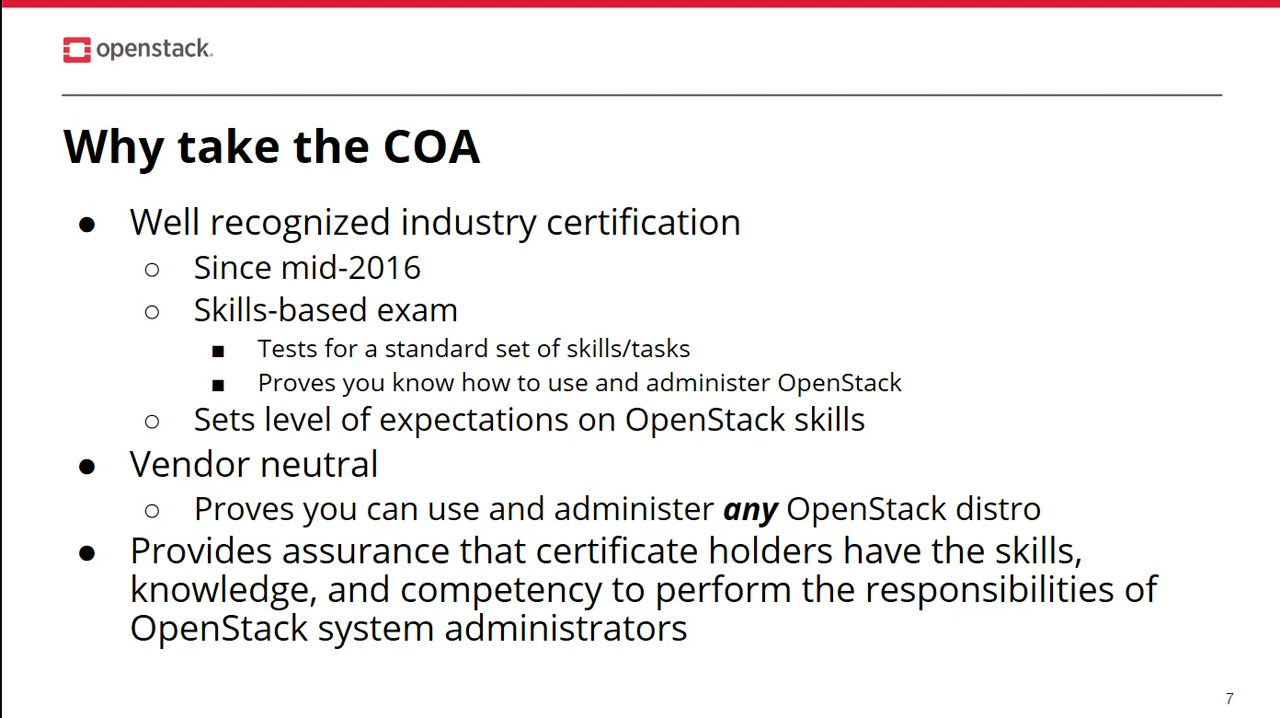 openstack.
Why take the COA
● Well recognized industry certification
○ Since mid-2016
○ Skills-based exam
■ Tests for a standard set of skills/tasks
■ Proves you know how to use and administer OpenStack
○ Sets level of expectations on OpenStack skills
● Vendor neutral
○ Proves you can use and administer any OpenStack distro
● Provides assurance that certificate holders have the skills,
knowledge, and competency to perform the responsibilities of
OpenStack system administrators
7